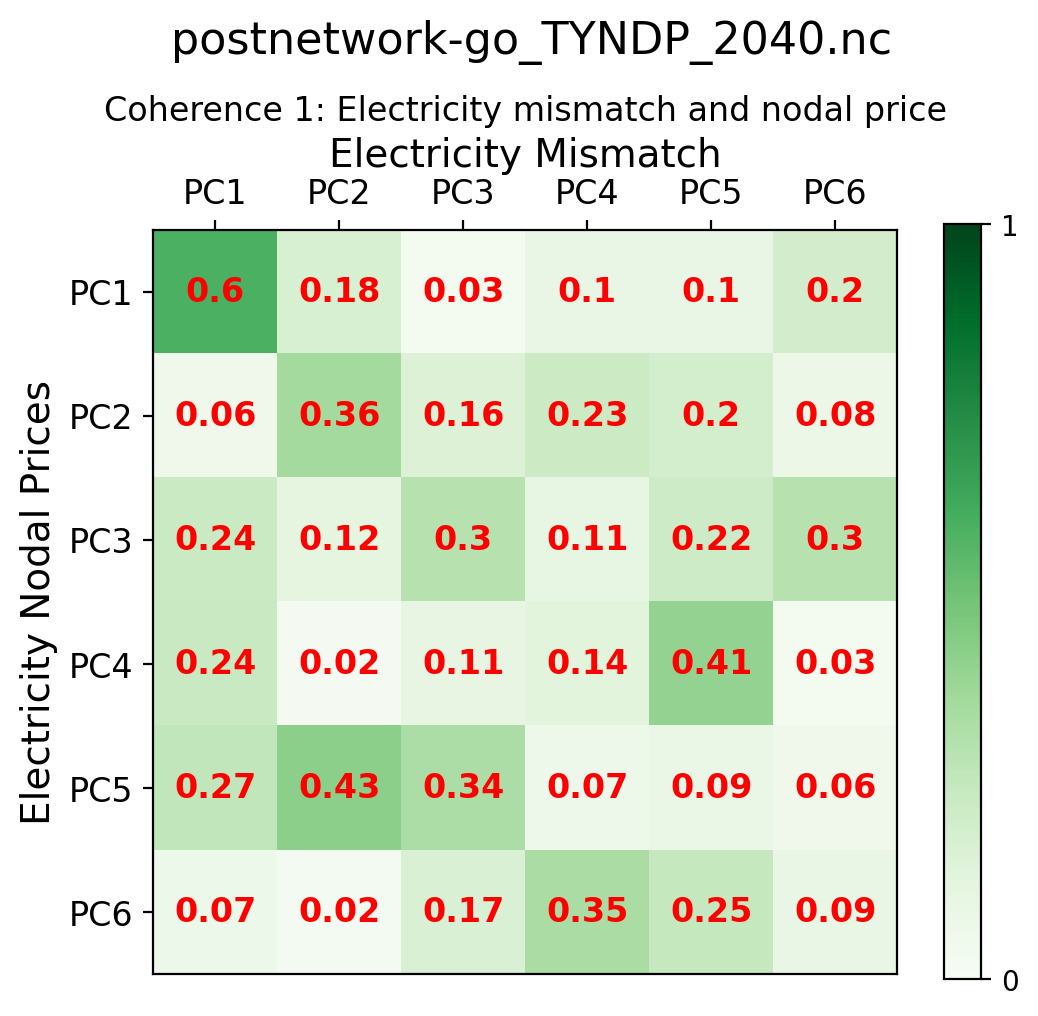 postnetwork-go_TYNDP_2040.nc
Coherence 1: Electricity mismatch and nodal price
Electricity Mismatch
PC1 PC2 PC3 PC4 PC5 PC6
1
PC1 0.6 0.18 0.03 0.1 0.1 0.2
PC2 0.06 0.36 0.16 0.23 0.2 0.08
PC3 0.24 0.12 0.3 0.11 0.22 0.3
PC4 0.24 0.02 0.11 0.14 0.41 0.03
PC5 0.27 0.43 0.34 0.07 0.09 0.06
PC6 0.07 0.02 0.17 0.35 0.25 0.09
0
Electricity Nodal Prices